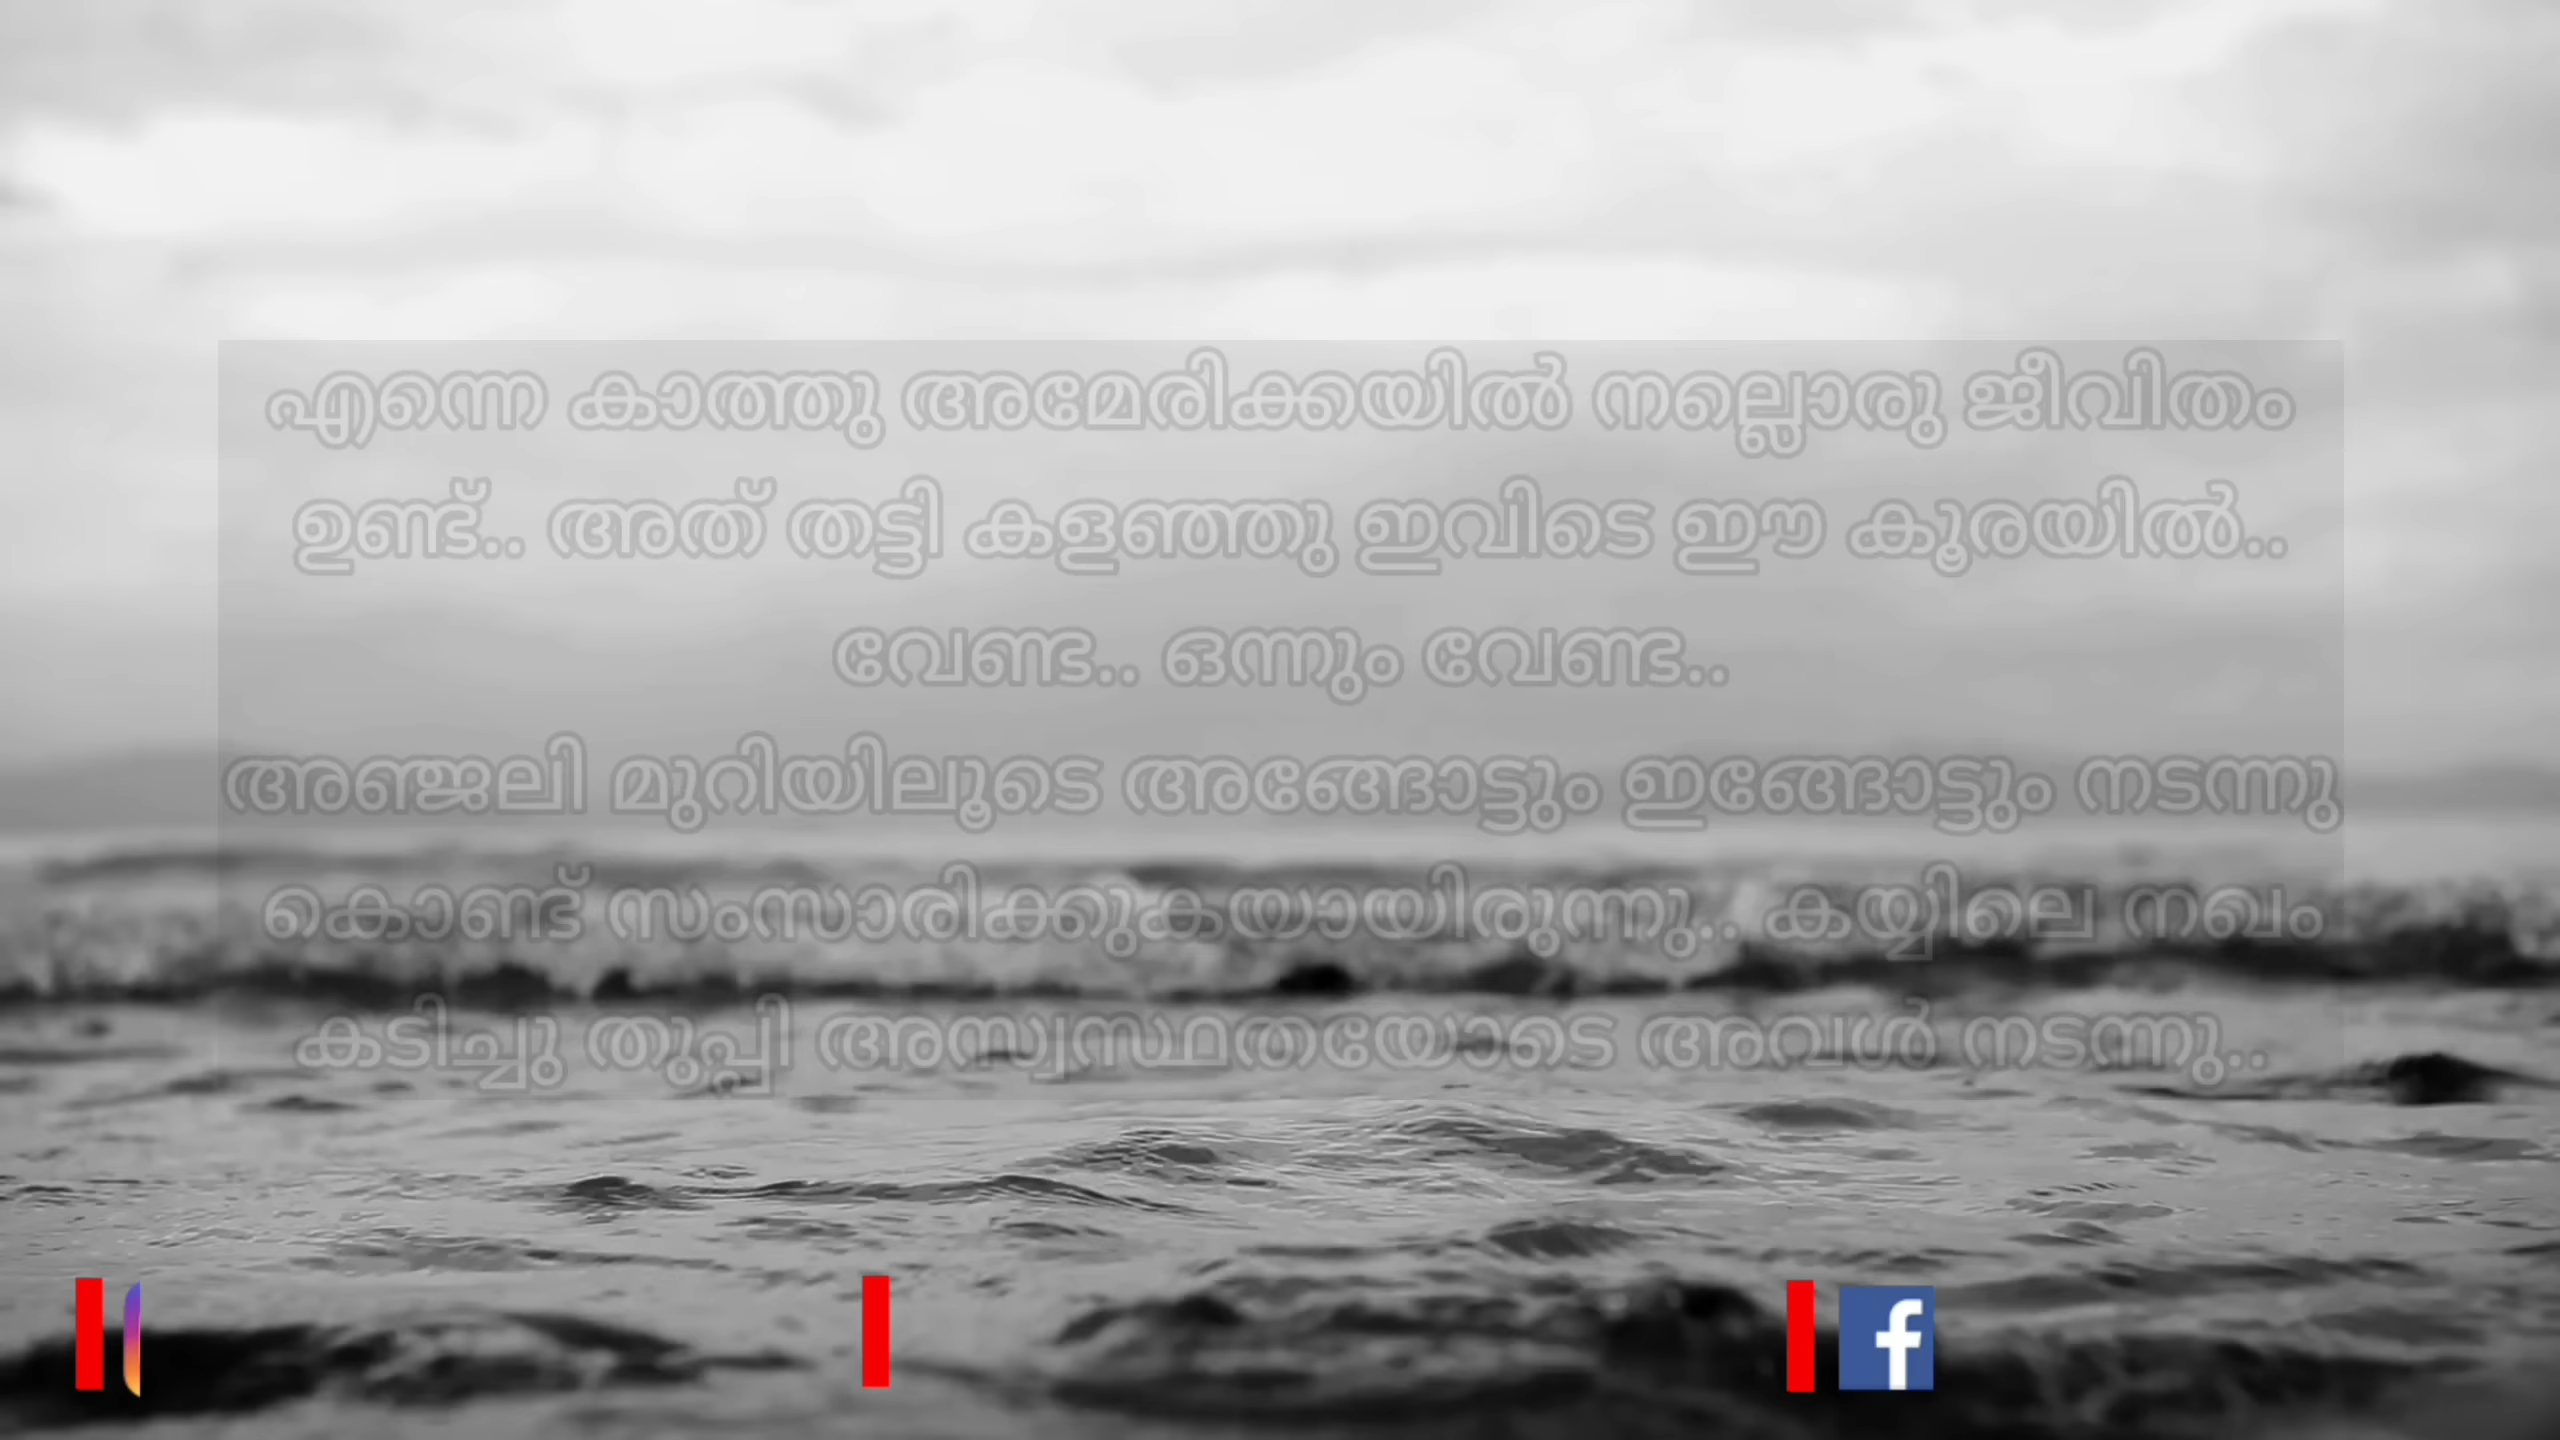 എന്നെ കാത്തു അമേരിക്കയിൽ നല്ലൊരു ജീവിതം
ഉണ്ട്.. അത് തട്ടി കളഞ്ഞു ഇവിടെ ഈ കൂരയിൽ..
വേണ്ട.. ഒന്നും വേണ്ട..
അഞ്ജലി മുറിയിലൂടെ അങ്ങോട്ടും ഇങ്ങോട്ടും നടന്നു
കൊണ്ട് സംസാരിക്കുകയായിരുന്നു.. കയ്യിലെ നഖം
കടിച്ചു തുപ്പി അസ്വസ്ഥതയോടെ അവൾ നടന്നു..
f